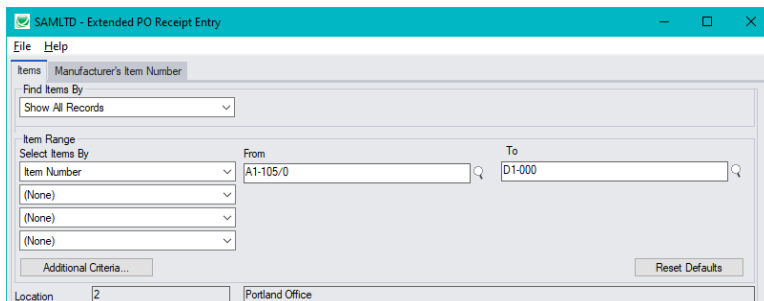 SAMLTD - Extended PO Receipt Entry
File Help
Items Manufacturer's Item Number
Find Items By
Show All Records
Item Range
Select Items By From To
Item Number A1-105/0 D1-000
(None)
(None)
(None)
Additional Criteria... Reset Defaults
Location 2 Portland Office